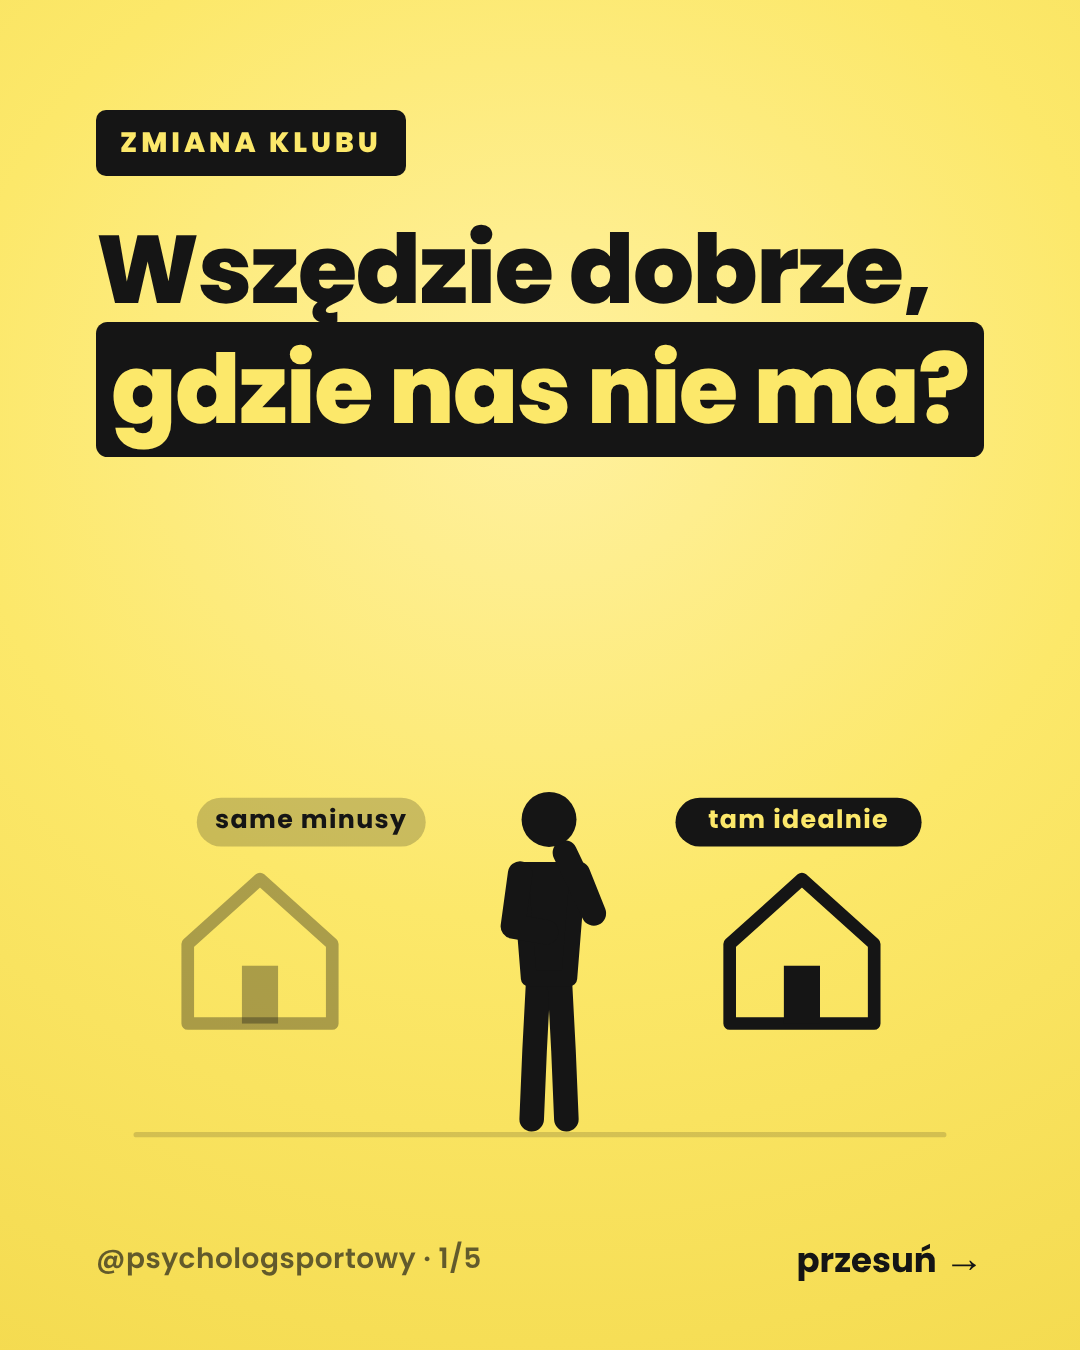 ZMIANA KLUBU
Wszędzie dobrze,
gdzie nas nie ma?
same minusy
tam idealnie
@psychologsportowy · 1/5
przesuń →